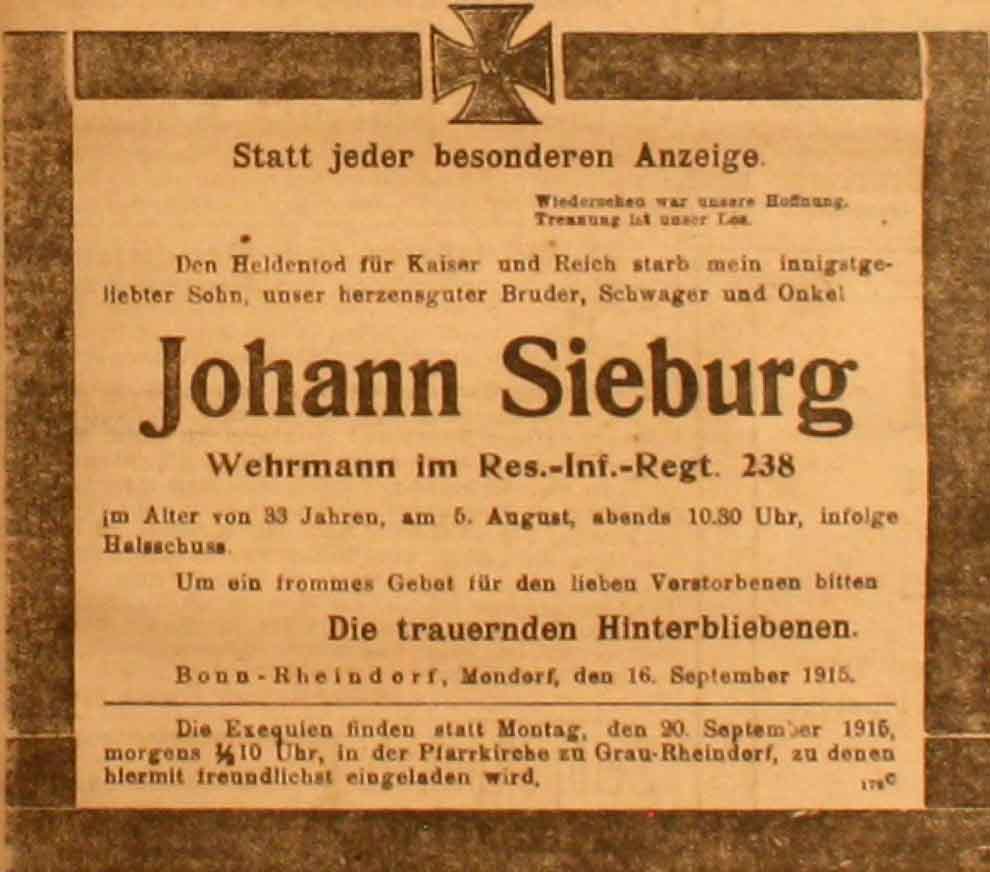 W
Statt jeder besonderen Anzeige.
Wiedersehen war unsere Hoffnung,
Trennung ist unser Los.
Den Heldentod für Kaiser und Reich starb mein innigstge-
liebter Sohn, unser herzensguter Bruder, Schwager und Onkel
Johann Sieburg
Wehrmann im Res.-Inf.-Regt. 238
im Alter von 33 Jahren, am 5. August, abends 10.30 Uhr, infolge
Halsschuss.
Um ein frommes Gebet für den lieben Verstorbenen bitten
Die trauernden Hinterbliebenen.
Bonn-Rheindorf, Mondorf, den 16. September 1915.
Die Exequien finden statt Montag, den 20. September 1915,
morgens ½10 Uhr, in der Pfarrkirche zu Grau-Rheindorf, zu denen
hiermit freundlichst eingeladen wird.